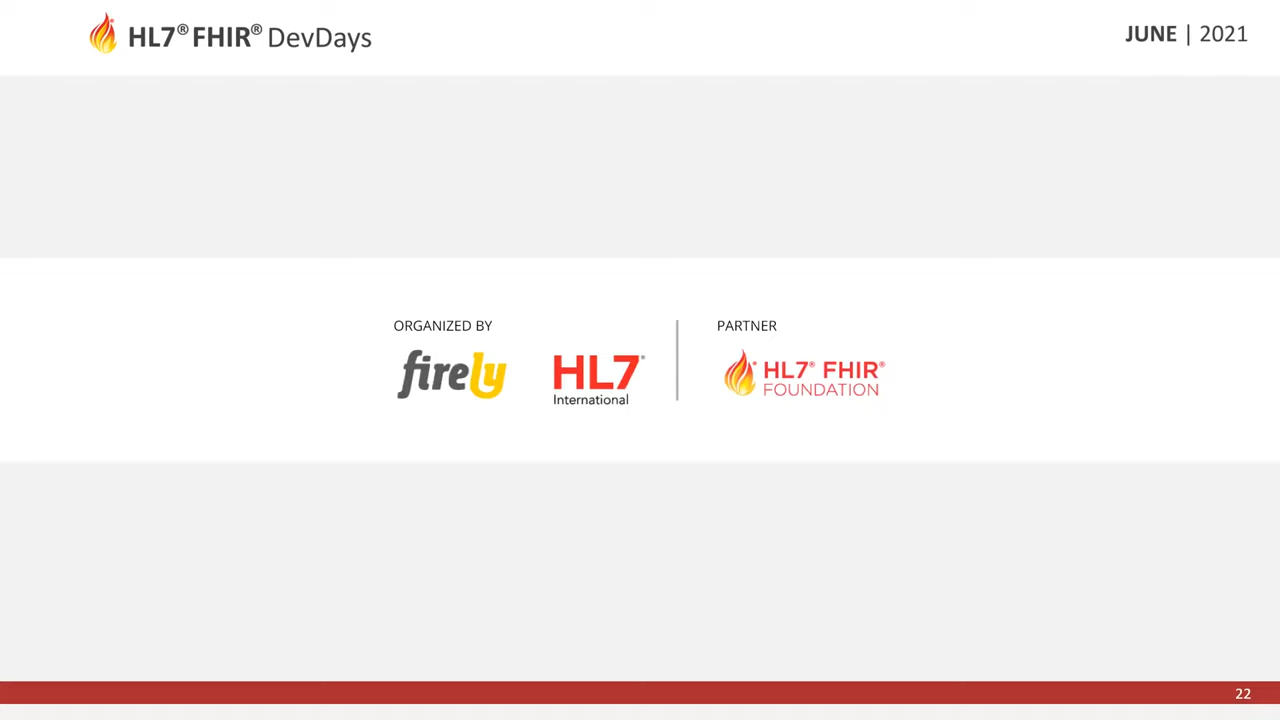 HL7® FHIR® DevDays
JUNE | 2021
ORGANIZED BY
PARTNER
firely
HL7®
International
HL7® FHIR®
FOUNDATION
22